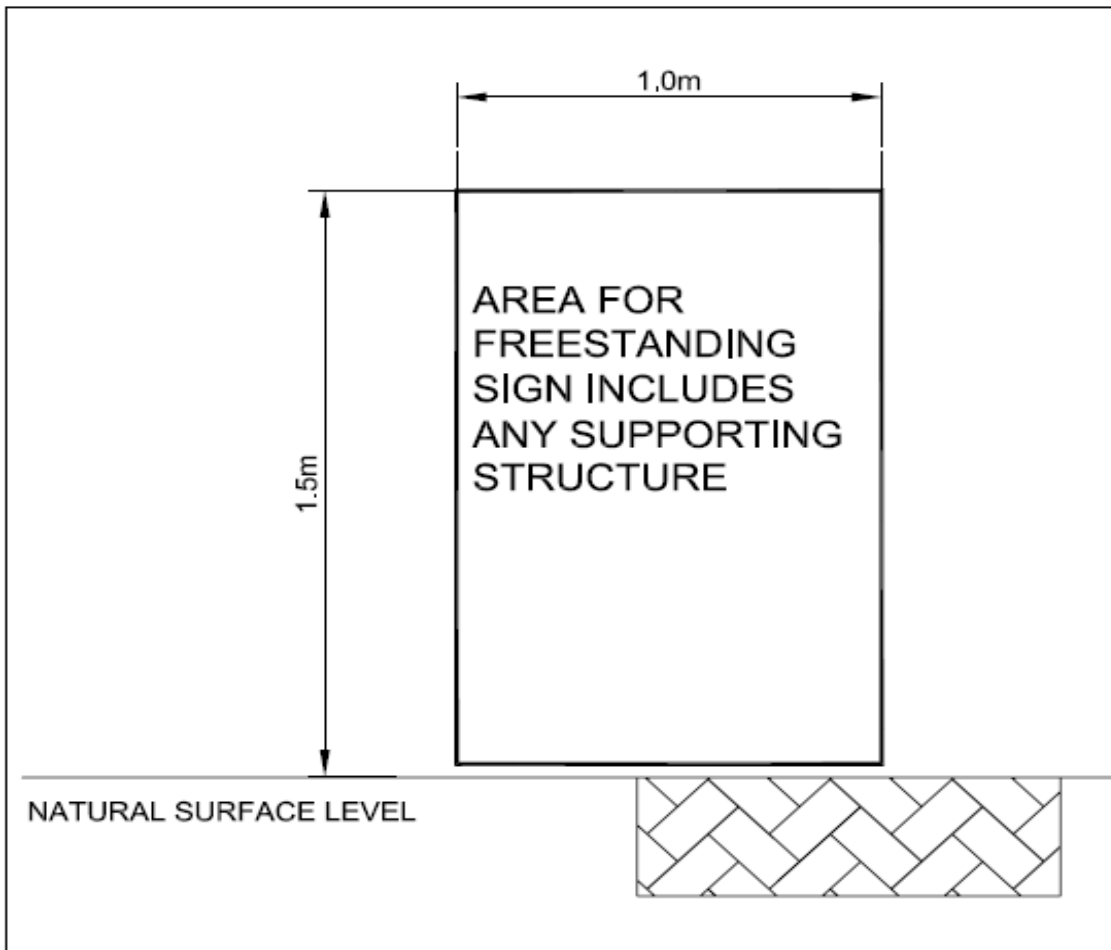 1,0m
AREA FOR
FREESTANDING
SIGN INCLUDES
ANY SUPPORTING
STRUCTURE
1.5m
NATURAL SURFACE LEVEL